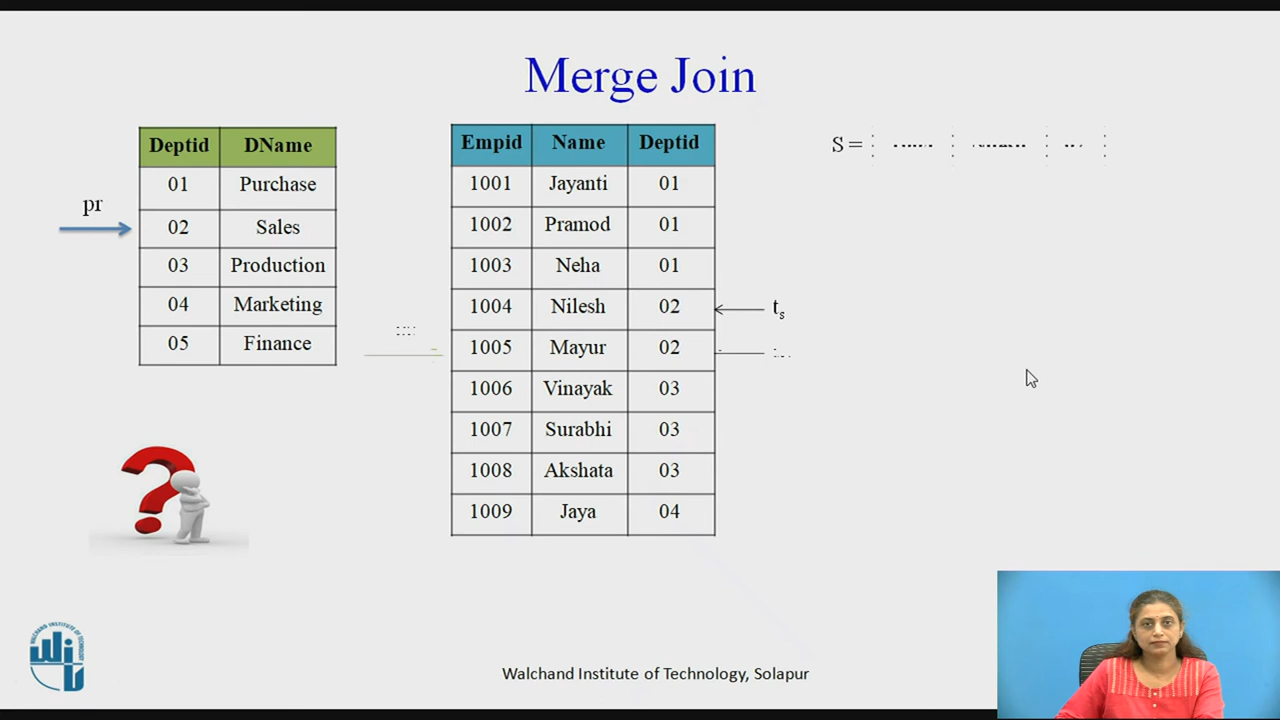 Merge Join
Deptid DName
01 Purchase
02 Sales
03 Production
04 Marketing
05 Finance
pr
Empid Name Deptid
1001 Jayanti 01
1002 Pramod 01
1003 Neha 01
1004 Nilesh 02
1005 Mayur 02
1006 Vinayak 03
1007 Surabhi 03
1008 Akshata 03
1009 Jaya 04
S =
ts
Walchand Institute of Technology, Solapur